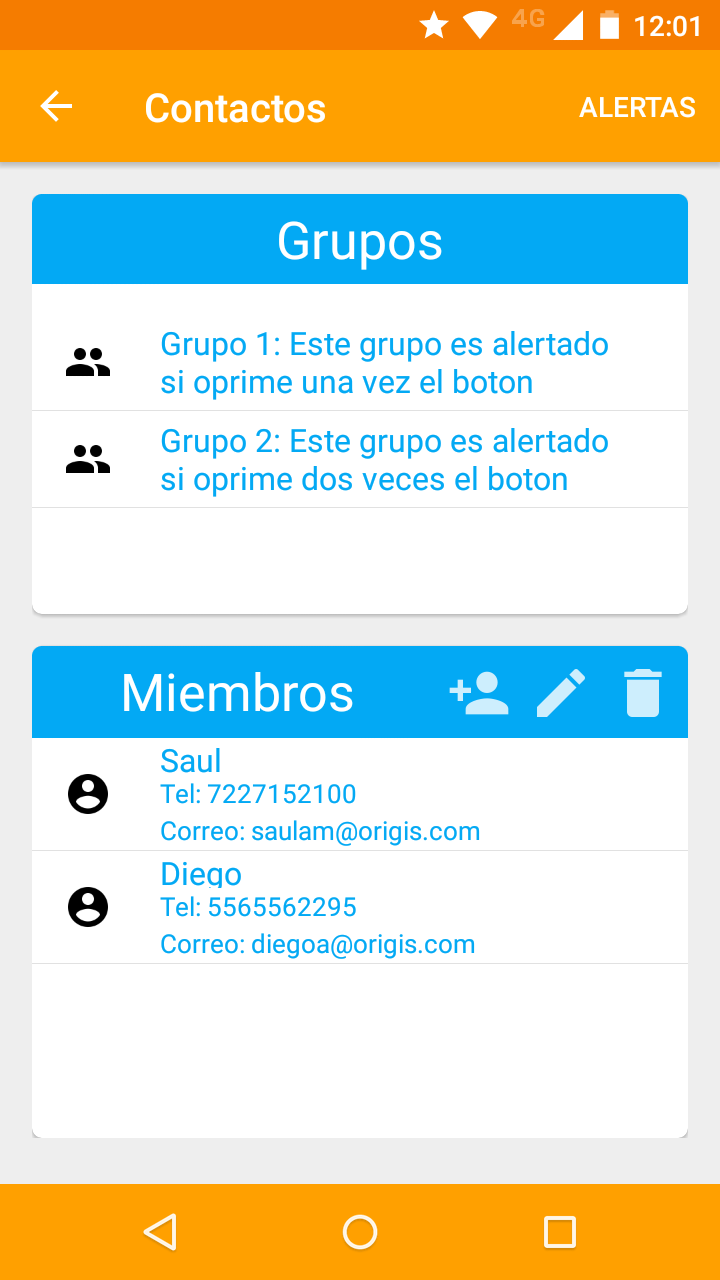 4G 12:01
Contactos ALERTAS
Grupos
Grupo 1: Este grupo es alertado
si oprime una vez el boton
Grupo 2: Este grupo es alertado
si oprime dos veces el boton
Miembros
Saul
Tel: 7227152100
Correo: saulam@origis.com
Diego
Tel: 5565562295
Correo: diegoa@origis.com